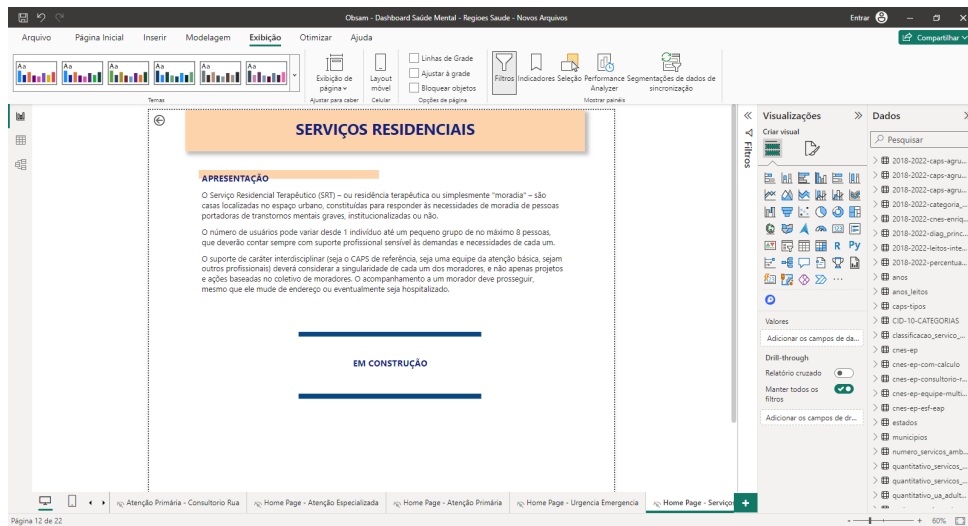 Obsam - Dashboard Saúde Mental - Regioes Saude - Novos Arquivos
Entrar
Arquivo Página Inicial Inserir Modelagem Exibição Otimizar Ajuda
Compartilhar
Aa Aa Aa Aa Aa Aa
Temas
Exibição de página
Ajustar para caber
Layout móvel
Celular
Linhas de Grade
Ajustar à grade
Bloquear objetos
Opções de página
Filtros Indicadores Seleção Performance Analyzer Segmentações de dados de sincronização
Mostrar painéis
SERVIÇOS RESIDENCIAIS
APRESENTAÇÃO
O Serviço Residencial Terapêutico (SRT) – ou residência terapêutica ou simplesmente "moradia" – são
casas localizadas no espaço urbano, constituídas para responder às necessidades de moradia de pessoas
portadoras de transtornos mentais graves, institucionalizadas ou não.
O número de usuários pode variar desde 1 indivíduo até um pequeno grupo de no máximo 8 pessoas,
que deverão contar sempre com suporte profissional sensível às demandas e necessidades de cada um.
O suporte de caráter interdisciplinar (seja o CAPS de referência, seja uma equipe da atenção básica, sejam
outros profissionais) deverá considerar a singularidade de cada um dos moradores, e não apenas projetos
e ações baseadas no coletivo de moradores. O acompanhamento a um morador deve prosseguir,
mesmo que ele mude de endereço ou eventualmente seja hospitalizado.
EM CONSTRUÇÃO
Filtros
Visualizações
Criar visual
R Py
Valores
Adicionar os campos de da...
Drill-through
Relatório cruzado
Manter todos os
filtros
Adicionar os campos de dr...
Dados
Pesquisar
2018-2022-caps-agru...
2018-2022-caps-agru...
2018-2022-caps-agru...
2018-2022-categoria_...
2018-2022-cnes-enriq...
2018-2022-diag_princ...
2018-2022-leitos-inte...
2018-2022-percentua...
anos
anos_leitos
caps-tipos
CID-10-CATEGORIAS
classificacao_servico_...
cnes-ep
cnes-ep-com-calculo
cnes-ep-consultorio-r...
cnes-ep-equipe-multi...
cnes-ep-esf-eap
estados
municipios
numero_servicos_amb...
quantitativo_servicos_...
quantitativo_servicos_...
quantitativo_ua_adult...
Atenção Primária - Consultorio Rua
Home Page - Atenção Especializada
Home Page - Atenção Primária
Home Page - Urgencia Emergencia
Home Page - Serviços
Página 12 de 22
60%